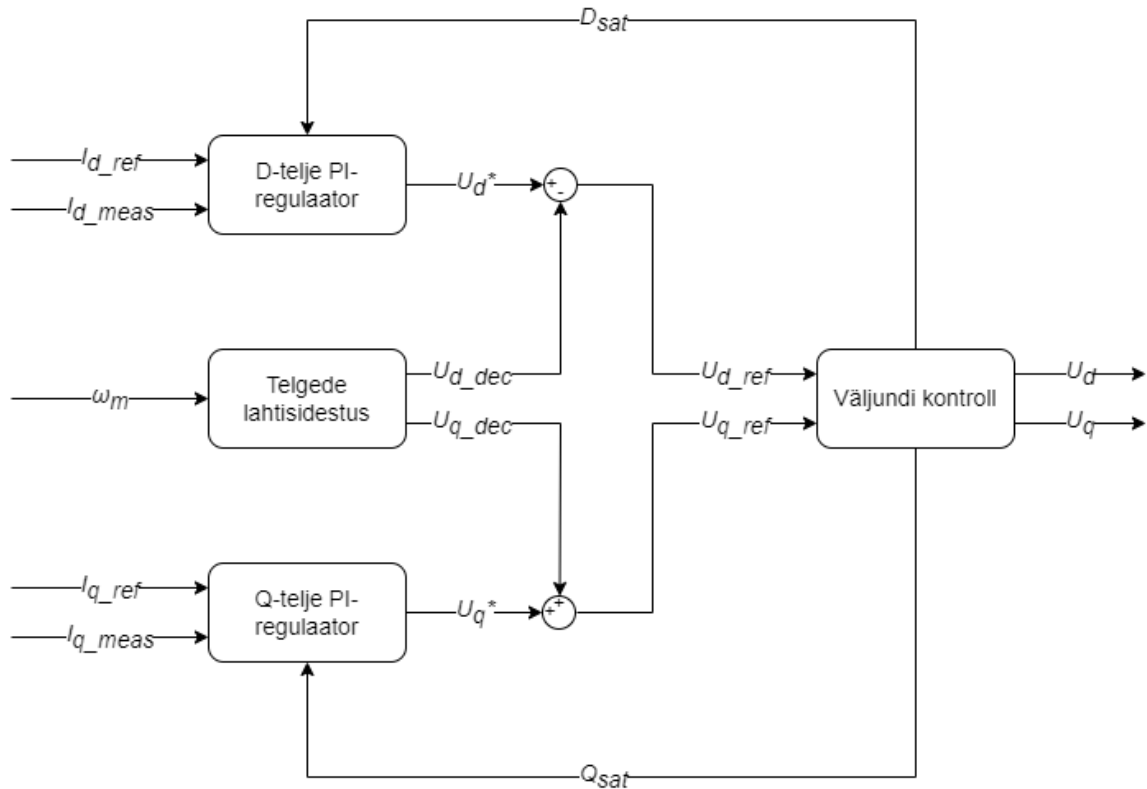 D_sat
I_d_ref
I_d_meas
D-telje PI-
regulaator
U_d*
+
-
ω_m
Telgede
lahtisidestus
U_d_dec
U_q_dec
U_d_ref
U_q_ref
Väljundi kontroll
U_d
U_q
I_q_ref
I_q_meas
Q-telje PI-
regulaator
U_q*
+
+
Q_sat